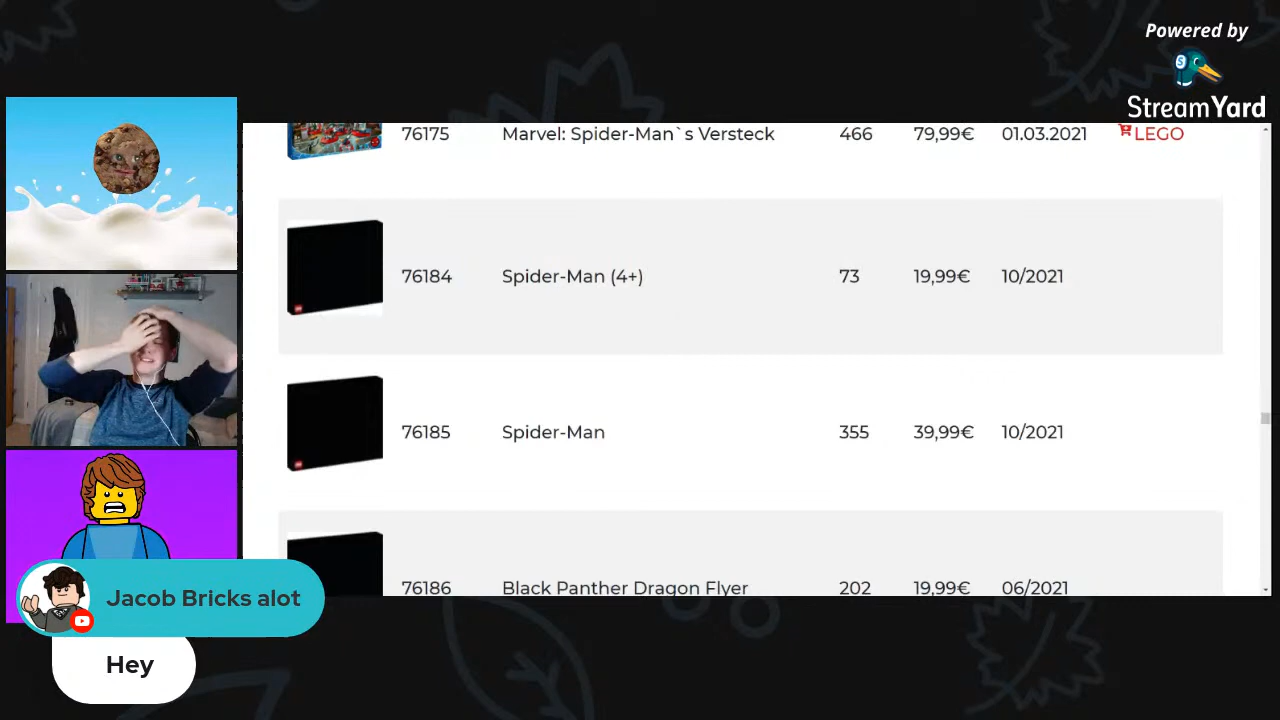 Powered by
StreamYard
76175 Marvel: Spider-Man`s Versteck 466 79,99€ 01.03.2021 LEGO
76184 Spider-Man (4+) 73 19,99€ 10/2021
76185 Spider-Man 355 39,99€ 10/2021
76186 Black Panther Dragon Flyer 202 19,99€ 06/2021
Jacob Bricks alot
Hey